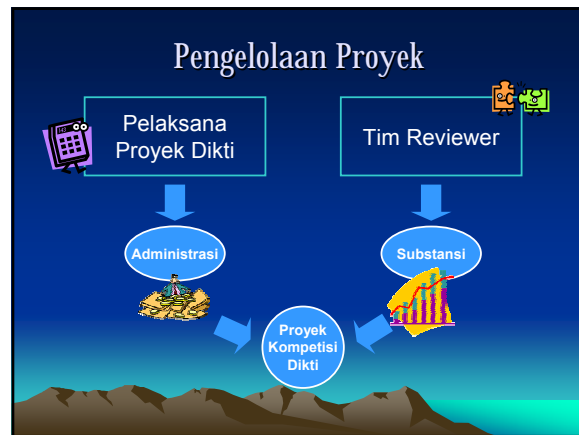 Pengelolaan Proyek
Pelaksana
Proyek Dikti
Tim Reviewer
Administrasi
Substansi
Proyek
Kompetisi
Dikti